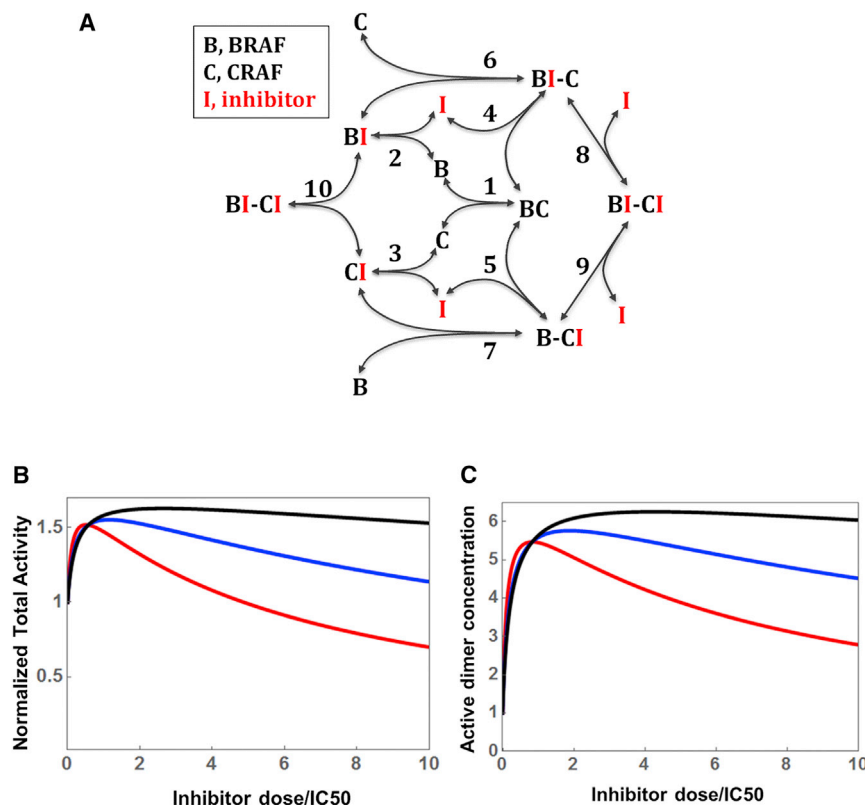 A
B, BRAF
C, CRAF
I, inhibitor
C
6
BI-C
I
I
4
BI
2
8
B
1
10
BI-CI
BC
BI-CI
C
3
5
9
CI
I
I
B-CI
7
B
B
Normalized Total Activity
1.5
1
0.5
0
2
4
6
8
10
Inhibitor dose/IC50
C
Active dimer concentration
6
5
4
3
2
1
0
0
2
4
6
8
10
Inhibitor dose/IC50